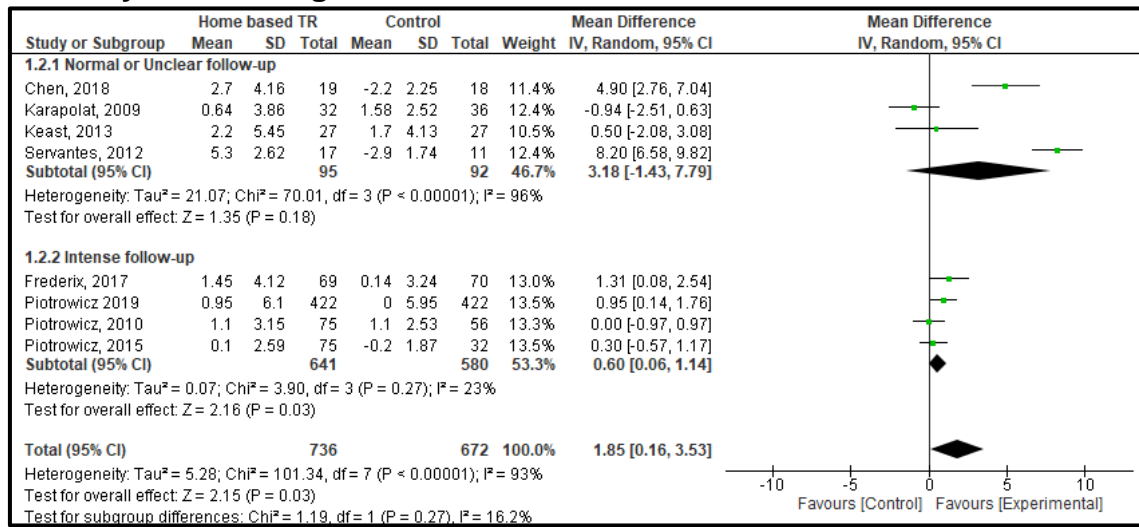 Home based TR Control Mean Difference Mean Difference
Study or Subgroup Mean SD Total Mean SD Total Weight IV, Random, 95% CI IV, Random, 95% CI
1.2.1 Normal or Unclear follow-up
Chen, 2018 2.7 4.16 19 -2.2 2.25 18 11.4% 4.90 [2.76, 7.04]
Karapolat, 2009 0.64 3.86 32 1.58 2.52 36 12.4% -0.94 [-2.51, 0.63]
Keast, 2013 2.2 5.45 27 1.7 4.13 27 10.5% 0.50 [-2.08, 3.08]
Servantes, 2012 5.3 2.62 17 -2.9 1.74 11 12.4% 8.20 [6.58, 9.82]
Subtotal (95% CI) 95 92 46.7% 3.18 [-1.43, 7.79]
Heterogeneity: Tau² = 21.07; Chi² = 70.01, df = 3 (P < 0.00001); I² = 96%
Test for overall effect: Z = 1.35 (P = 0.18)
1.2.2 Intense follow-up
Frederix, 2017 1.45 4.12 69 0.14 3.24 70 13.0% 1.31 [0.08, 2.54]
Piotrowicz 2019 0.95 6.1 422 0 5.95 422 13.5% 0.95 [0.14, 1.76]
Piotrowicz, 2010 1.1 3.15 75 1.1 2.53 56 13.3% 0.00 [-0.97, 0.97]
Piotrowicz, 2015 0.1 2.59 75 -0.2 1.87 32 13.5% 0.30 [-0.57, 1.17]
Subtotal (95% CI) 641 580 53.3% 0.60 [0.06, 1.14]
Heterogeneity: Tau² = 0.07; Chi² = 3.90, df = 3 (P = 0.27); I² = 23%
Test for overall effect: Z = 2.16 (P = 0.03)
Total (95% CI) 736 672 100.0% 1.85 [0.16, 3.53]
Heterogeneity: Tau² = 5.28; Chi² = 101.34, df = 7 (P < 0.00001); I² = 93%
Test for overall effect: Z = 2.15 (P = 0.03)
Test for subgroup differences: Chi² = 1.19, df = 1 (P = 0.27), I² = 16.2%
-10 -5 0 5 10
Favours [Control] Favours [Experimental]